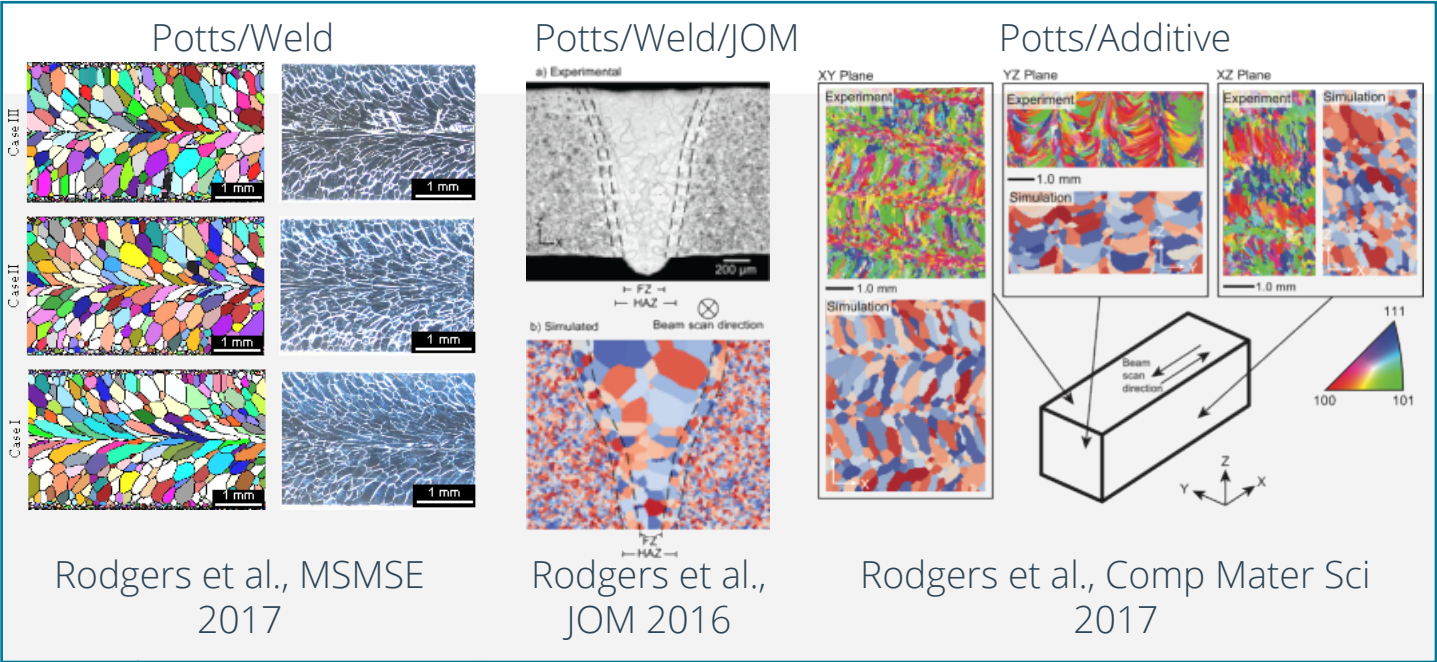 Potts/Weld
Case III
1 mm
1 mm
Case II
1 mm
1 mm
Case I
1 mm
1 mm
Rodgers et al., MSMSE
2017
Potts/Weld/JOM
a) Experimental
200 μm
FZ
HAZ
Beam scan direction
b) Simulated
FZ
HAZ
Rodgers et al.,
JOM 2016
Potts/Additive
XY Plane
Experiment
1.0 mm
Simulation
Y
X
YZ Plane
Experiment
1.0 mm
Simulation
XZ Plane
Experiment
1.0 mm
Simulation
X
Beam
scan
direction
111
100
101
Z
Y
X
Rodgers et al., Comp Mater Sci
2017